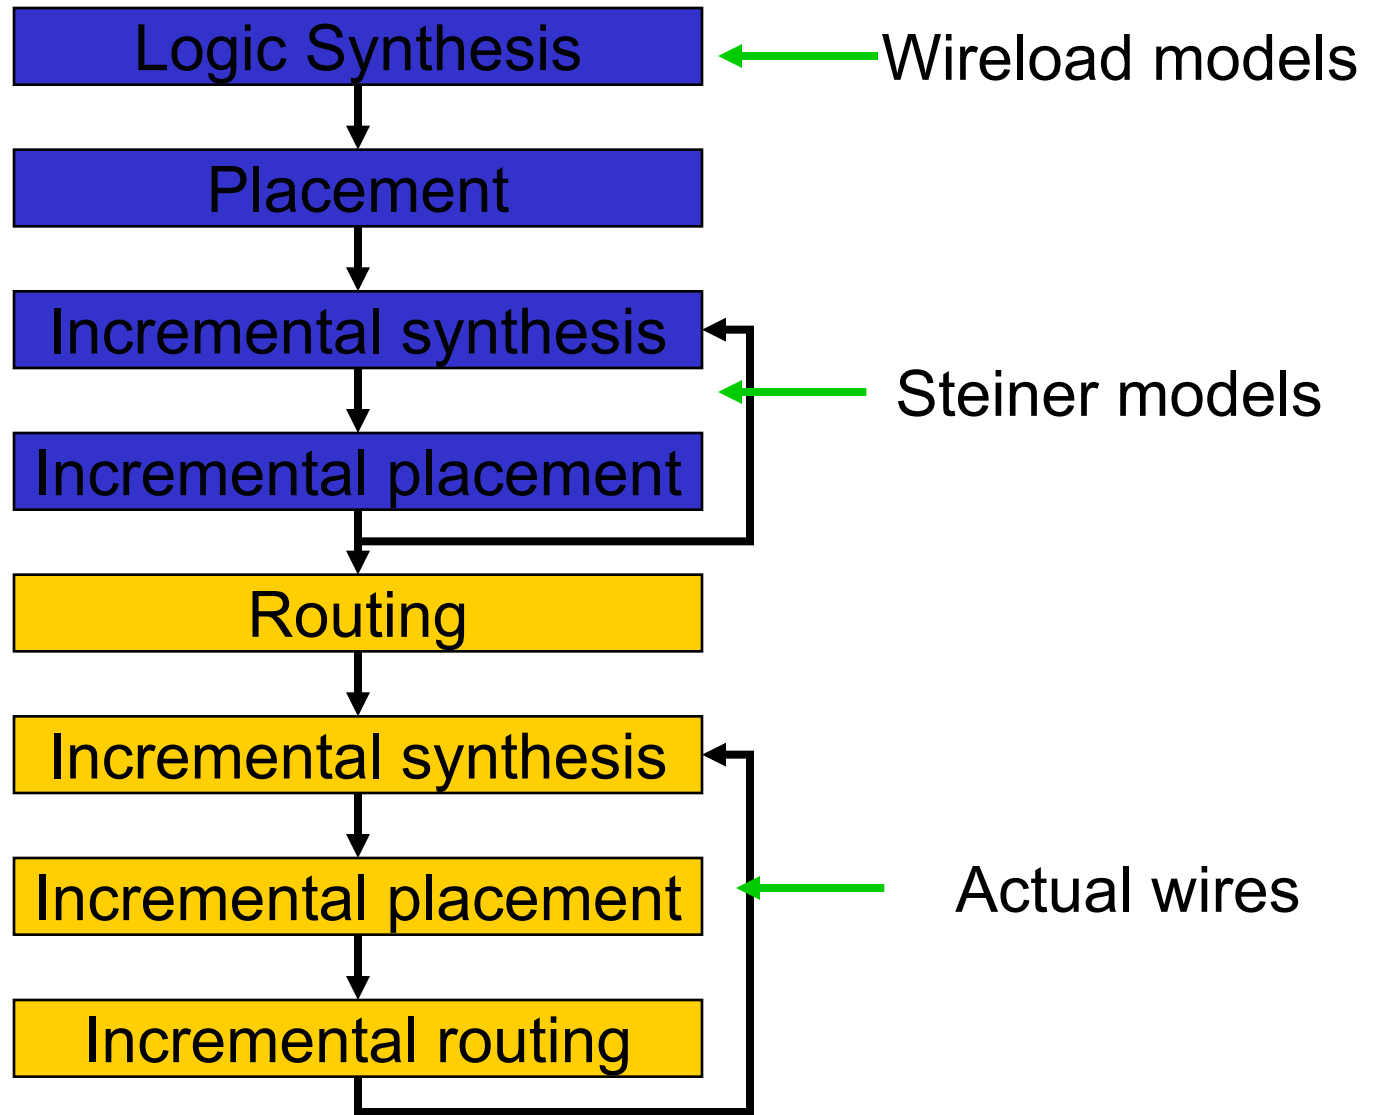 Logic Synthesis
Wireload models
Placement
Incremental synthesis
Steiner models
Incremental placement
Routing
Incremental synthesis
Incremental placement
Actual wires
Incremental routing